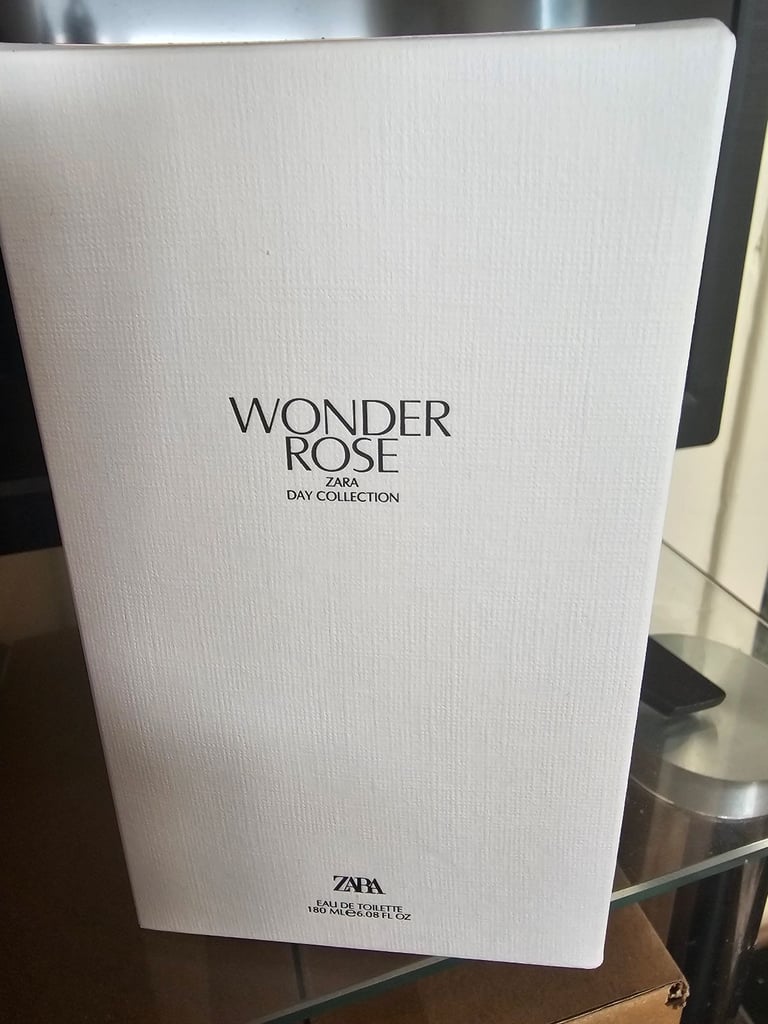 WONDER
ROSE
ZARA
DAY COLLECTION
ZARA
EAU DE TOILETTE
180 ML℮6.08 FL OZ